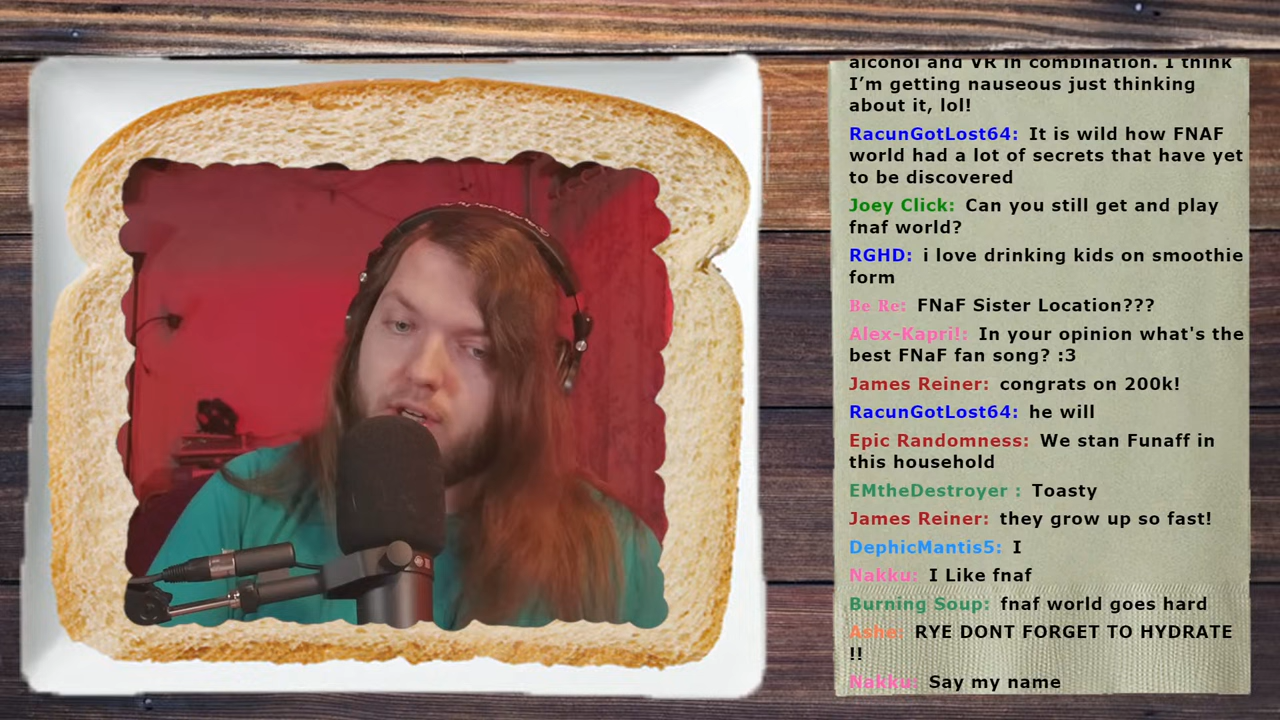 alcohol and VR in combination. I think
I’m getting nauseous just thinking
about it, lol!
RacunGotLost64: It is wild how FNAF
world had a lot of secrets that have yet
to be discovered
Joey Click: Can you still get and play
fnaf world?
RGHD: i love drinking kids on smoothie
form
Be Re: FNaF Sister Location???
Alex-Kapri!: In your opinion what's the
best FNaF fan song? :3
James Reiner: congrats on 200k!
RacunGotLost64: he will
Epic Randomness: We stan Funaff in
this household
EMtheDestroyer : Toasty
James Reiner: they grow up so fast!
DephicMantis5: I
Nakku: I Like fnaf
Burning Soup: fnaf world goes hard
Ashe: RYE DONT FORGET TO HYDRATE
!!
Nakku: Say my name